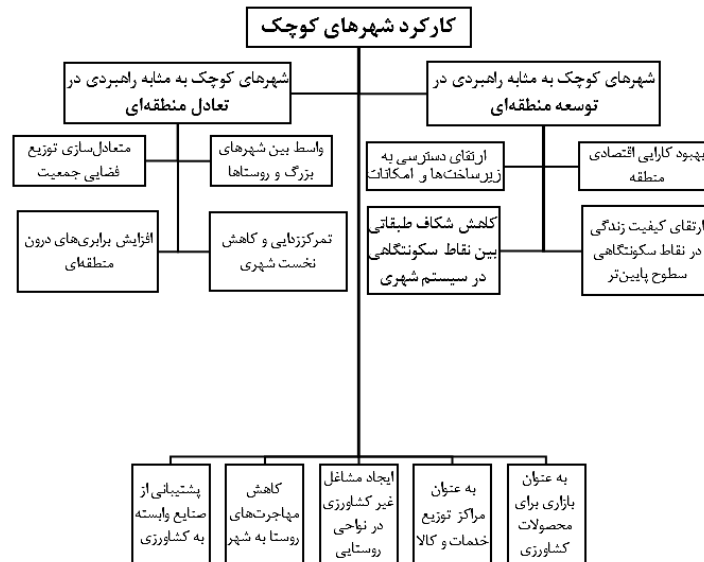 کارکرد شهرهای کوچک
شهرهای کوچک به مثابه راهبردی در
توسعه منطقه‌ای
شهرهای کوچک به مثابه راهبردی در
تعادل منطقه‌ای
بهبود کارایی اقتصادی
منطقه
ارتقای دسترسی به
زیرساخت‌ها و امکانات
واسط بین شهرهای
بزرگ و روستاها
متعادل‌سازی توزیع
فضایی جمعیت
ارتقای کیفیت زندگی
در نقاط سکونتگاهی
سطوح پایین‌تر
کاهش شکاف طبقاتی
بین نقاط سکونتگاهی
در سیستم شهری
تمرکززدایی و کاهش
نخست شهری
افزایش برابری‌های درون
منطقه‌ای
به عنوان
بازاری برای
محصولات
کشاورزی
به عنوان
مراکز توزیع
خدمات و کالا
ایجاد مشاغل
غیر کشاورزی
در نواحی
روستایی
کاهش
مهاجرت‌های
روستا به شهر
پشتیبانی از
صنایع وابسته
به کشاورزی